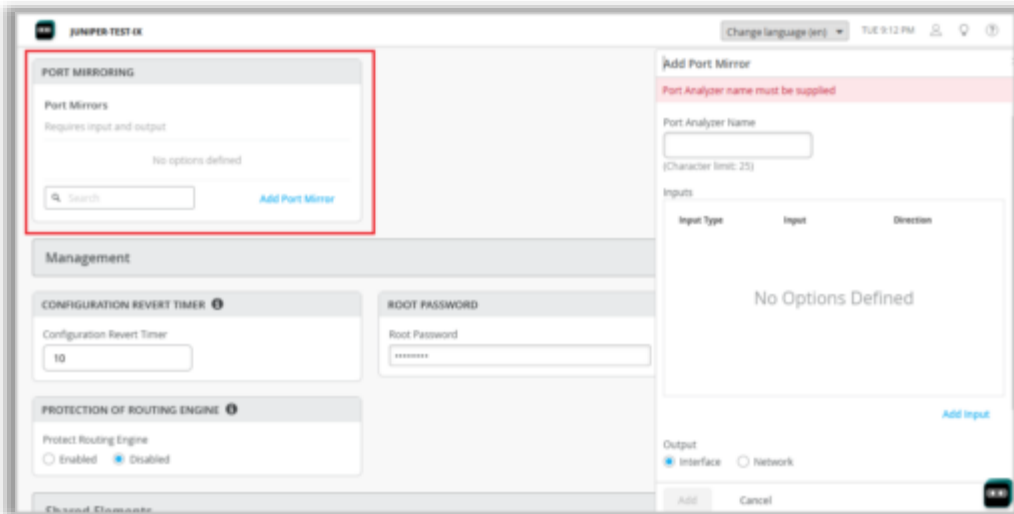 JUNIPER-TEST-IX
Change language (en)
TUE 9:12 PM
PORT MIRRORING
Port Mirrors
Requires input and output
No options defined
Search
Add Port Mirror
Management
CONFIGURATION REVERT TIMER
Configuration Revert Timer
10
ROOT PASSWORD
Root Password
••••••••
PROTECTION OF ROUTING ENGINE
Protect Routing Engine
Enabled Disabled
Shared Elements
Add Port Mirror
Port Analyzer name must be supplied
Port Analyzer Name
(Character limit: 25)
Inputs
Input Type Input Direction
No Options Defined
Add Input
Output
Interface Network
Add Cancel